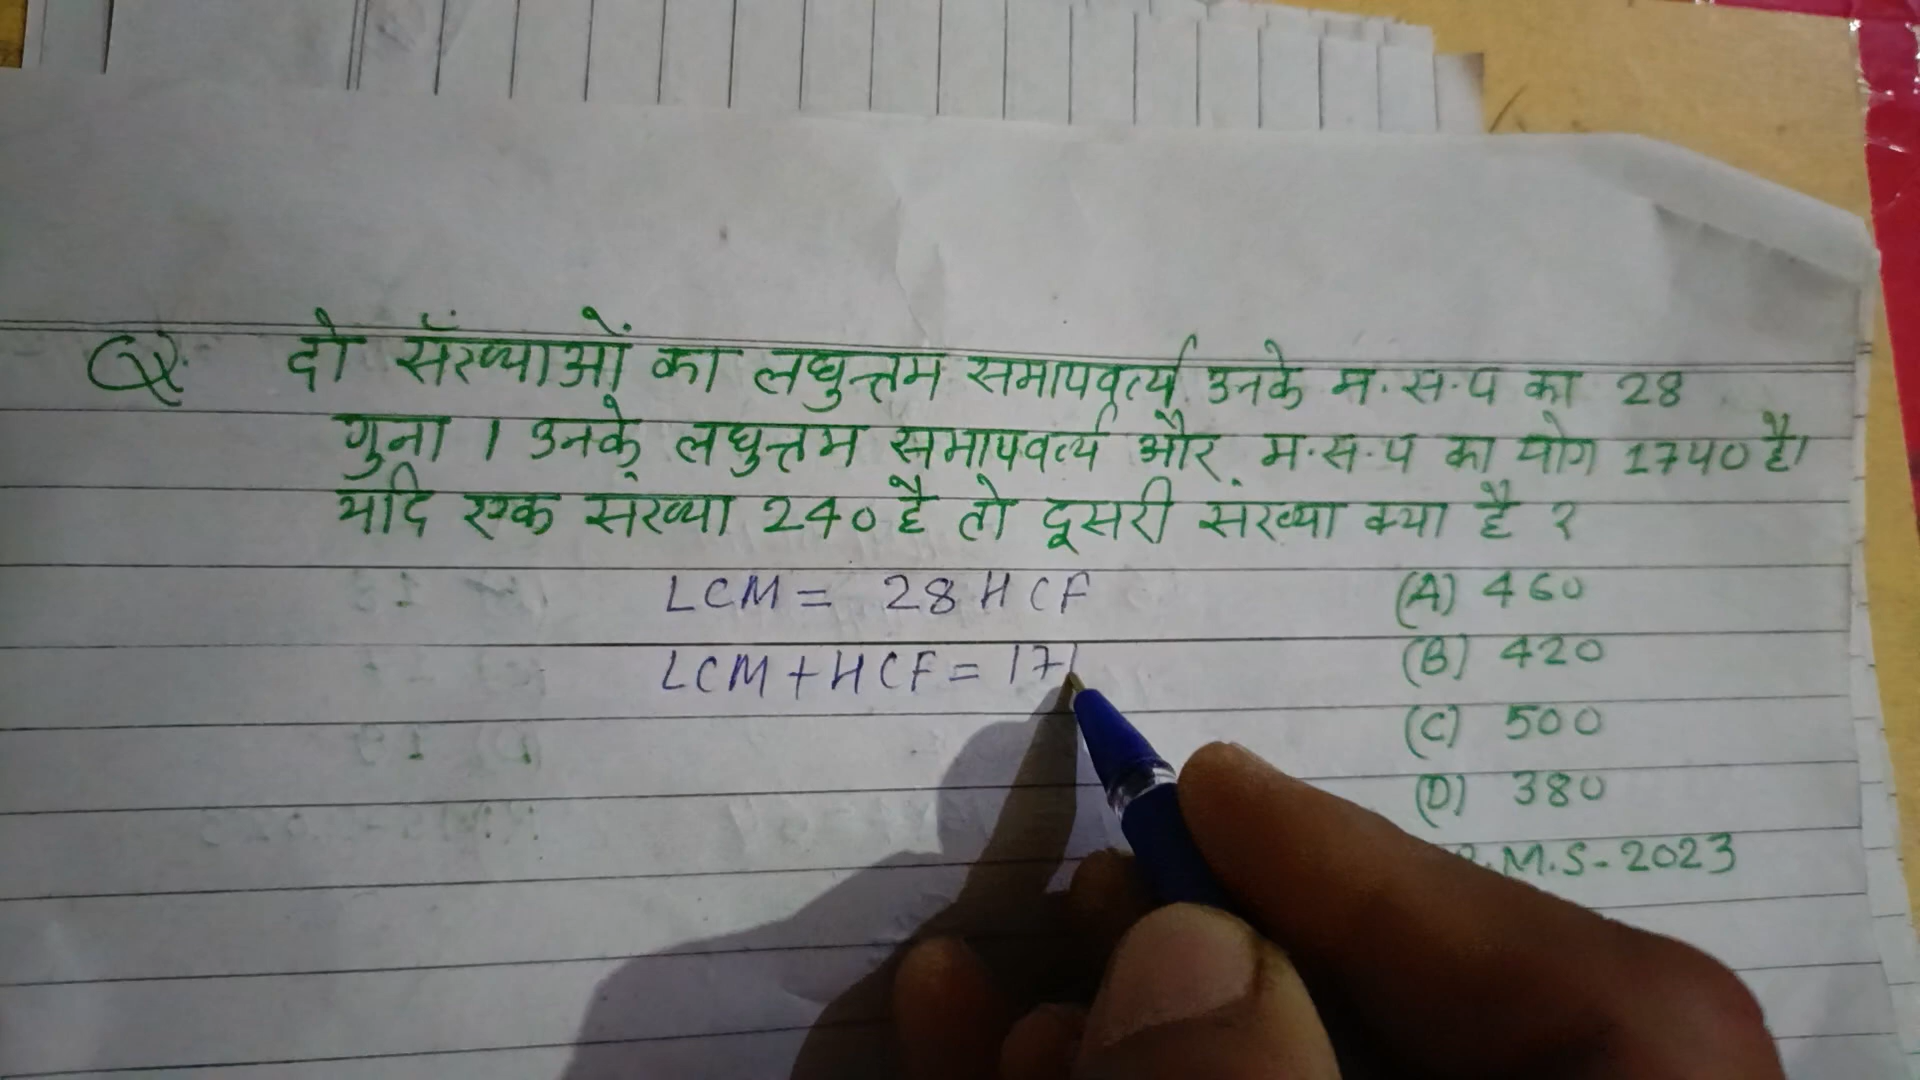 Q. दो संख्याओं का लघुत्तम समापवर्त्य उनके म.स.प का 28
गुना । उनके लघुत्तम समापवर्त्य और म.स.प का योग 1740 है।
यदि एक संख्या 240 है तो दूसरी संख्या क्या है ?
LCM = 28 HCF
(A) 460
LCM + HCF = 17
(B) 420
(C) 500
(D) 380
M.S-2023